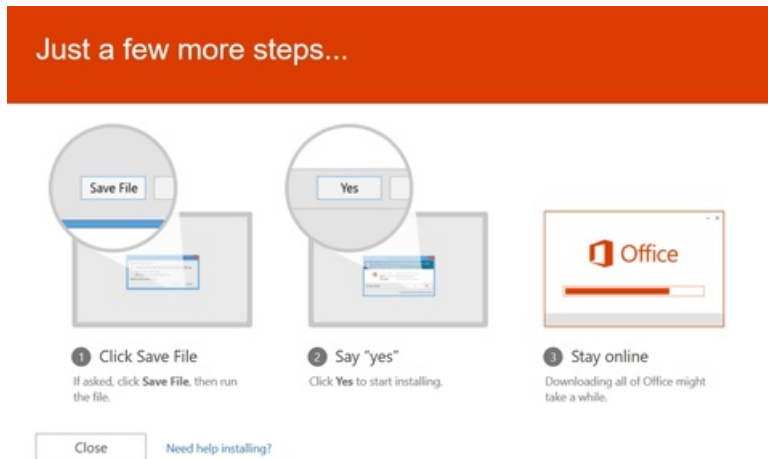 Just a few more steps...
Save File
Yes
Office
1 Click Save File
If asked, click Save File, then run
the file.
2 Say "yes"
Click Yes to start installing.
3 Stay online
Downloading all of Office might
take a while.
Close
Need help installing?